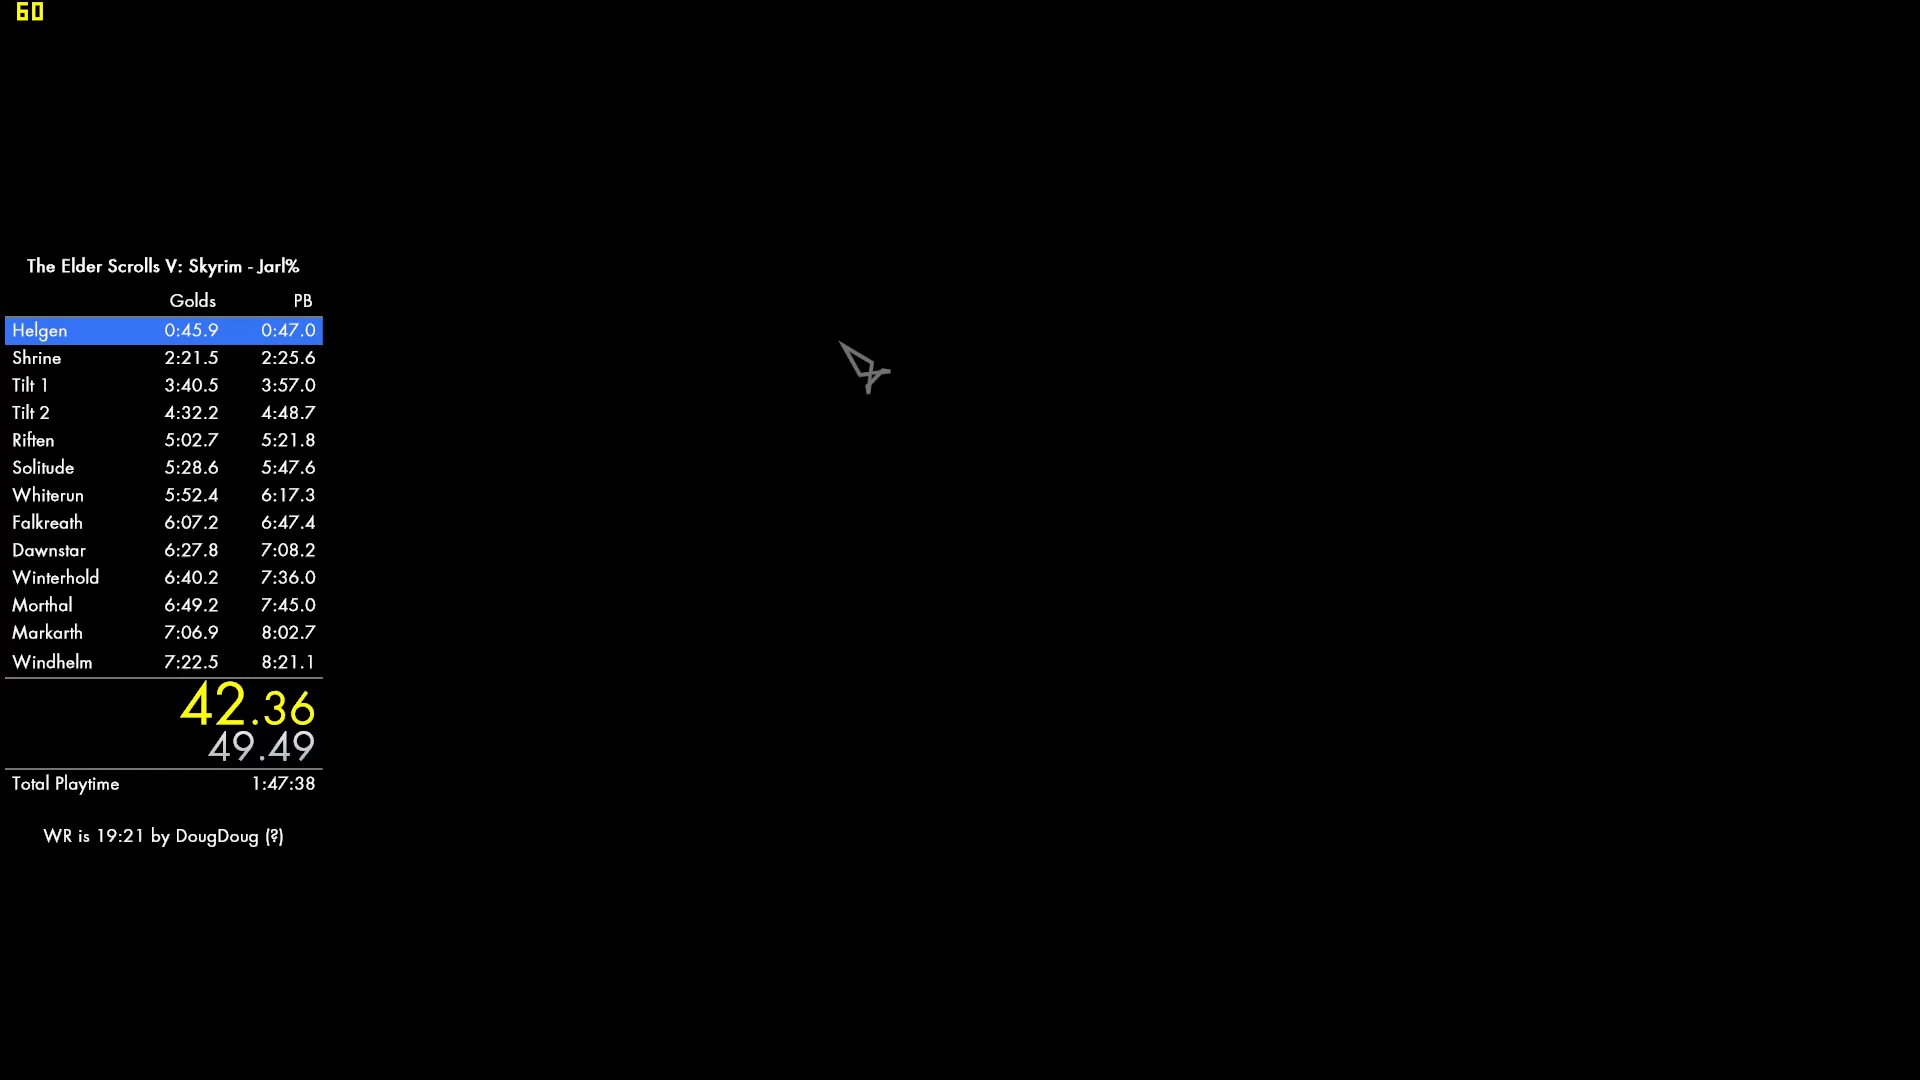 60
The Elder Scrolls V: Skyrim - Jarl%
Golds PB
Helgen 0:45.9 0:47.0
Shrine 2:21.5 2:25.6
Tilt 1 3:40.5 3:57.0
Tilt 2 4:32.2 4:48.7
Riften 5:02.7 5:21.8
Solitude 5:28.6 5:47.6
Whiterun 5:52.4 6:17.3
Falkreath 6:07.2 6:47.4
Dawnstar 6:27.8 7:08.2
Winterhold 6:40.2 7:36.0
Morthal 6:49.2 7:45.0
Markarth 7:06.9 8:02.7
Windhelm 7:22.5 8:21.1
42.36
49.49
Total Playtime 1:47:38
WR is 19:21 by DougDoug (?)